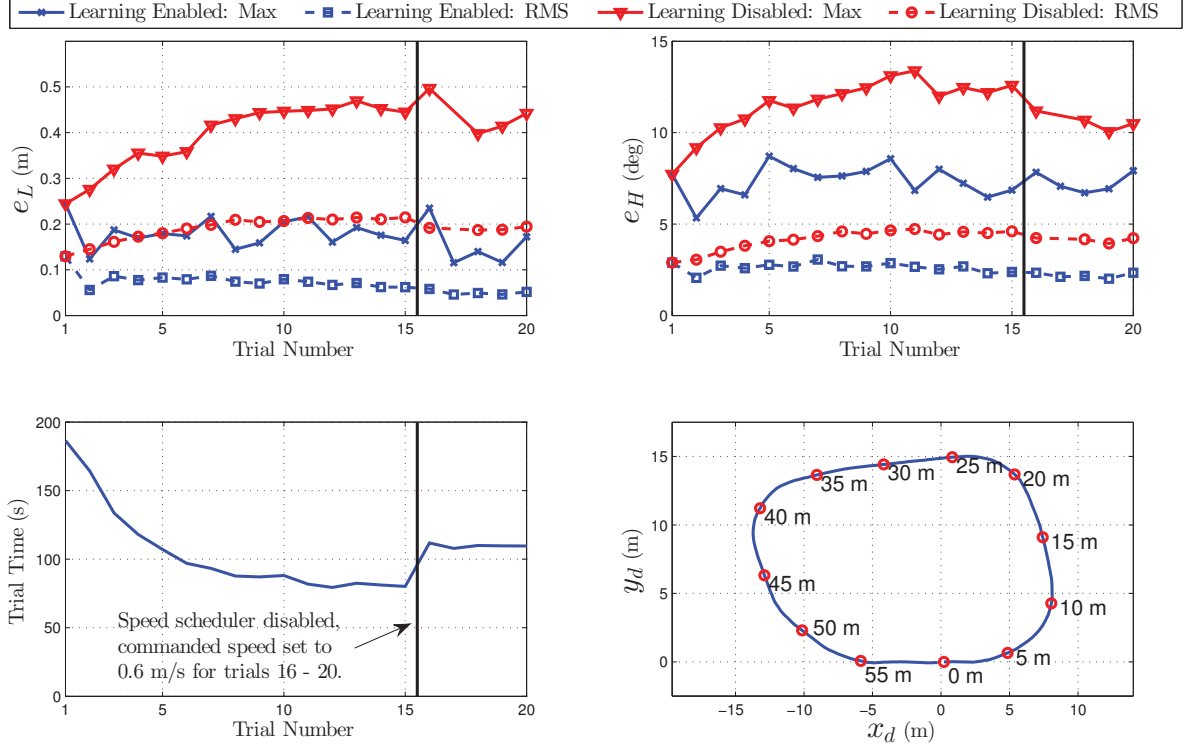 Learning Enabled: Max
Learning Enabled: RMS
Learning Disabled: Max
Learning Disabled: RMS
0.5
0.4
0.3
0.2
0.1
0
e_L (m)
1
5
10
15
20
Trial Number
15
10
5
0
e_H (deg)
1
5
10
15
20
Trial Number
200
150
100
50
0
Trial Time (s)
Speed scheduler disabled,
commanded speed set to
0.6 m/s for trials 16 - 20.
1
5
10
15
20
Trial Number
15
10
5
0
y_d (m)
25 m
30 m
20 m
35 m
40 m
15 m
45 m
10 m
50 m
5 m
55 m
0 m
−15
−10
−5
0
5
10
x_d (m)